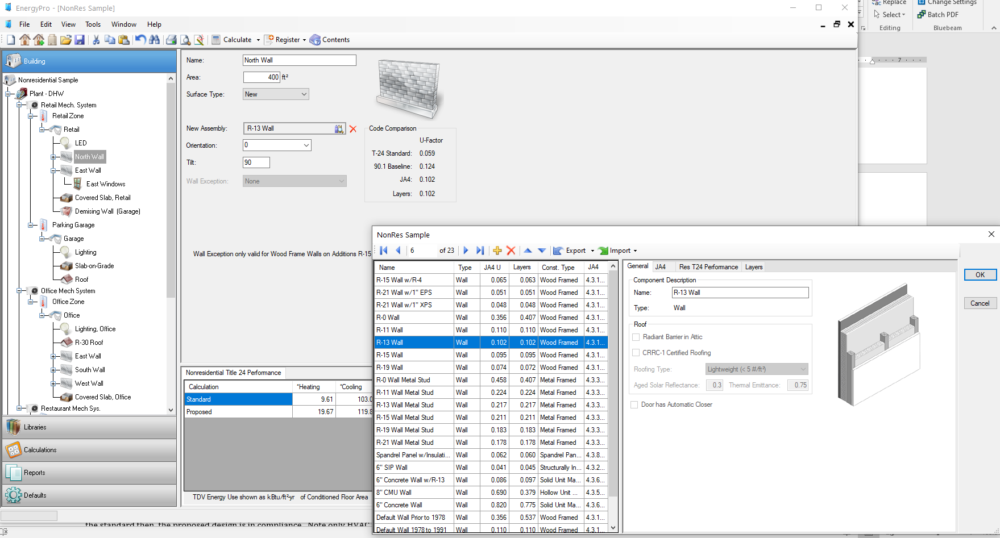 EnergyPro - [NonRes Sample]
Replace
Change Settings
File Edit View Tools Window Help
Select
Batch PDF
Editing
Bluebeam
Calculate
Register
Contents
Building
Nonresidential Sample
Plant - DHW
Retail Mech. System
Retail Zone
Retail
LED
North Wall
East Wall
East Windows
Covered Slab, Retail
Demising Wall (Garage)
Parking Garage
Garage
Lighting
Slab-on-Grade
Roof
Office Mech System
Office Zone
Office
Lighting, Office
R-30 Roof
East Wall
South Wall
West Wall
Covered Slab, Office
Restaurant Mech Sys.
Libraries
Calculations
Reports
Defaults
Name: North Wall
Area: 400 ft²
Surface Type: New
New Assembly: R-13 Wall
Orientation: 0
Tilt: 90
Wall Exception: None
Code Comparison
U-Factor
T-24 Standard: 0.059
90.1 Baseline: 0.124
JA4: 0.102
Layers: 0.102
7
Wall Exception only valid for Wood Frame Walls on Additions R-15
Nonresidential Title 24 Performance
Calculation *Heating *Cooling
Standard 9.61 103.0
Proposed 19.67 119.8
TDV Energy Use shown as kBtu/ft²-yr of Conditioned Floor Area
the standard then, the proposed design is in compliance. Note only HVAC
NonRes Sample
6 of 23
Export
Import
Name Type JA4 U Layers Const. Type JA4
R-15 Wall w/R-4 Wall 0.065 0.063 Wood Framed 4.3.1...
R-21 Wall w/1" EPS Wall 0.051 0.051 Wood Framed 4.3.1...
R-21 Wall w/1" XPS Wall 0.048 0.048 Wood Framed 4.3.1...
R-0 Wall Wall 0.356 0.407 Wood Framed 4.3.1...
R-11 Wall Wall 0.110 0.110 Wood Framed 4.3.1...
R-13 Wall Wall 0.102 0.102 Wood Framed 4.3.1...
R-15 Wall Wall 0.095 0.095 Wood Framed 4.3.1...
R-19 Wall Wall 0.074 0.072 Wood Framed 4.3.1...
R-0 Wall Metal Stud Wall 0.458 0.407 Metal Framed 4.3.3...
R-11 Wall Metal Stud Wall 0.224 0.224 Metal Framed 4.3.3...
R-13 Wall Metal Stud Wall 0.217 0.217 Metal Framed 4.3.3...
R-15 Wall Metal Stud Wall 0.211 0.211 Metal Framed 4.3.3...
R-19 Wall Metal Stud Wall 0.183 0.183 Metal Framed 4.3.3...
R-21 Wall Metal Stud Wall 0.178 0.178 Metal Framed 4.3.3...
Spandrel Panel w/Insulati... Wall 0.062 0.060 Spandrel Pan... 4.3.8...
6" SIP Wall Wall 0.041 0.045 Structurally In... 4.3.2...
6" Concrete Wall w/R-13 Wall 0.086 0.097 Solid Unit Ma... 4.3.6...
8" CMU Wall Wall 0.690 0.379 Hollow Unit ... 4.3.5...
6" Concrete Wall Wall 0.820 0.775 Solid Unit Ma... 4.3.6...
Default Wall Prior to 1978 Wall 0.356 0.537 Wood Framed 4.3.1...
Default Wall 1978 to 1991 Wall 0.110 0.110 Wood Framed 4.3.1...
General JA4 Res T24 Performance Layers
Component Description
Name: R-13 Wall
Type: Wall
Roof
Radiant Barrier in Attic
CRRC-1 Certified Roofing
Roofing Type: Lightweight (< 5 #/ft²)
Aged Solar Reflectance: 0.3 Thermal Emittance: 0.75
Door has Automatic Closer
OK
Cancel